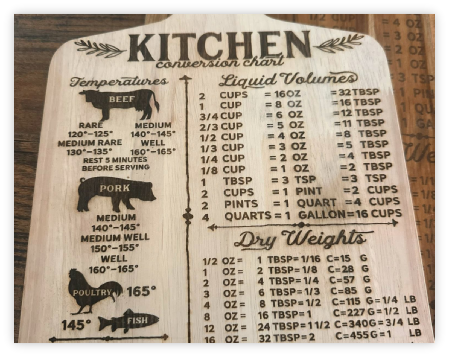 KITCHEN
conversion chart
Temperatures
BEEF
RARE MEDIUM
120°-125° 140°-145°
MEDIUM RARE WELL
130°-135° 160°-165°
REST 5 MINUTES
BEFORE SERVING
PORK
MEDIUM
140°-145°
MEDIUM WELL
150°-155°
WELL
160°-165°
POULTRY 165°
145° FISH
Liquid Volumes
2 CUPS = 16 OZ = 32 TBSP
1 CUP = 8 OZ = 16 TBSP
3/4 CUP = 6 OZ = 12 TBSP
2/3 CUP = 5 OZ = 11 TBSP
1/2 CUP = 4 OZ = 8 TBSP
1/3 CUP = 3 OZ = 5 TBSP
1/4 CUP = 2 OZ = 4 TBSP
1/8 CUP = 1 OZ = 2 TBSP
1 TBSP = 3 TSP = 3 TSP
2 CUPS = 1 PINT = 2 CUPS
2 PINTS = 1 QUART = 4 CUPS
4 QUARTS = 1 GALLON = 16 CUPS
Dry Weights
1/2 OZ = 1 TBSP = 1/16 C = 15 G
1 OZ = 2 TBSP = 1/8 C = 28 G
2 OZ = 4 TBSP = 1/4 C = 57 G
3 OZ = 6 TBSP = 1/3 C = 85 G
4 OZ = 8 TBSP = 1/2 C = 115 G = 1/4 LB
8 OZ = 16 TBSP = 1 C = 227 G = 1/2 LB
12 OZ = 24 TBSP = 1 1/2 C = 340G = 3/4 LB
16 OZ = 32 TBSP = 2 C = 455G = 1 LB